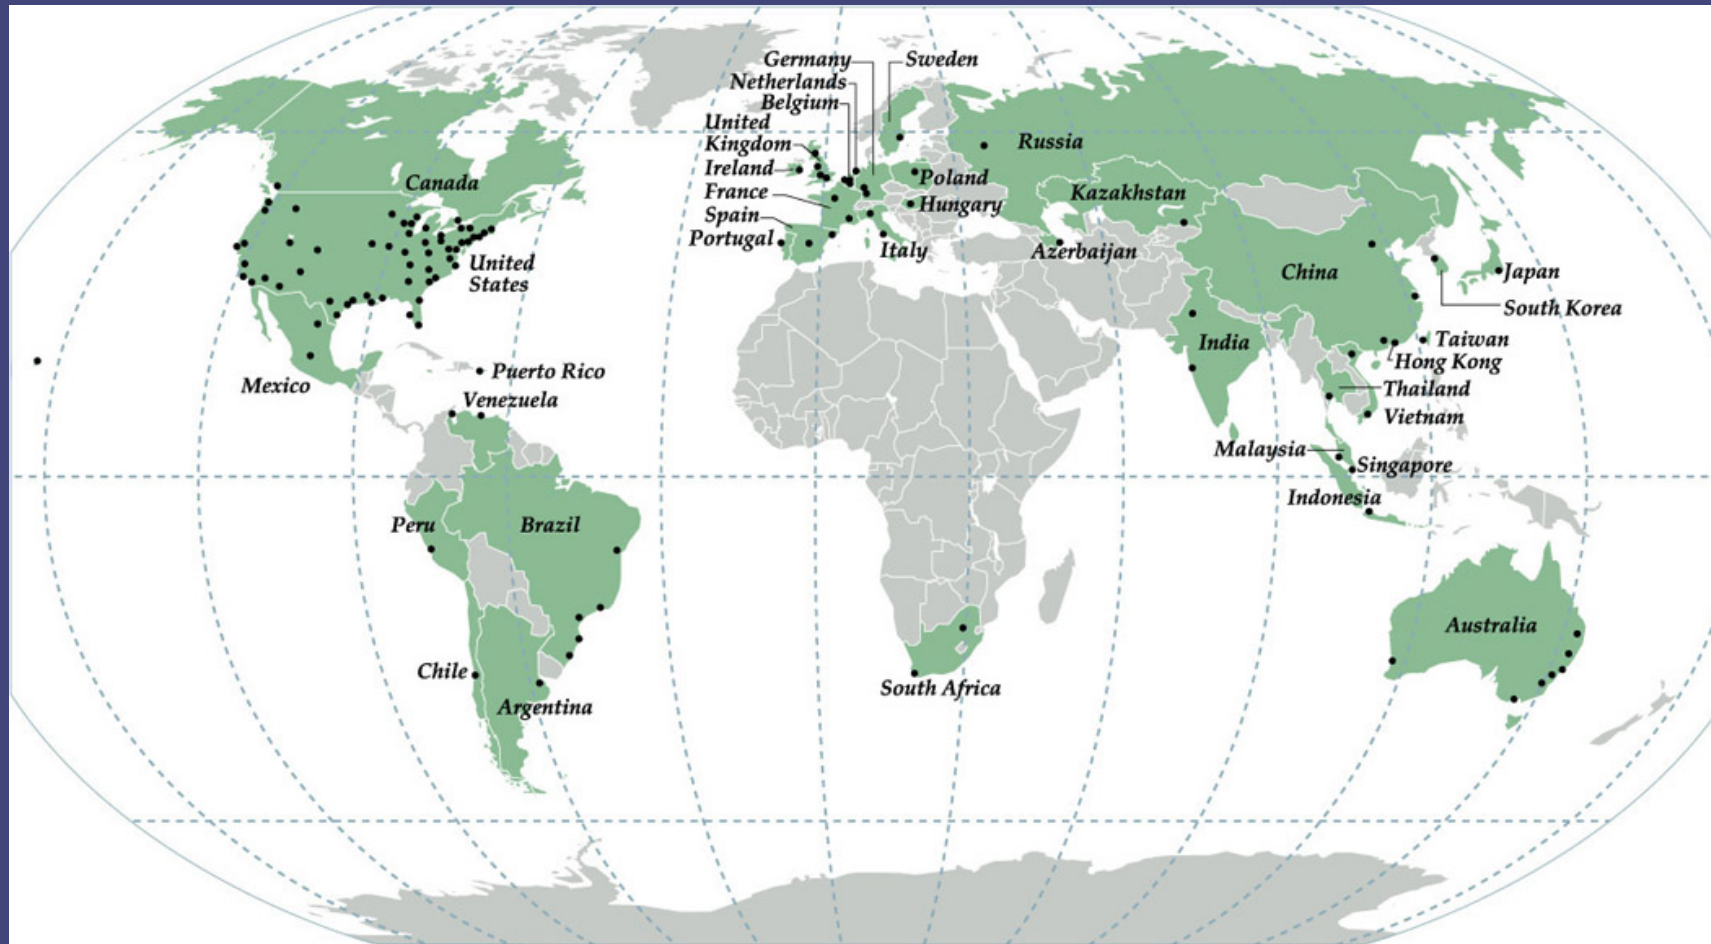 Germany
Sweden
Netherlands
Belgium
United
Kingdom
Ireland
France
Spain
Portugal
Italy
Poland
Hungary
Russia
Kazakhstan
Azerbaijan
China
Japan
South Korea
India
Taiwan
Hong Kong
Thailand
Vietnam
Malaysia
Singapore
Indonesia
Australia
Canada
United
States
Mexico
Puerto Rico
Venezuela
Peru
Brazil
Chile
Argentina
South Africa